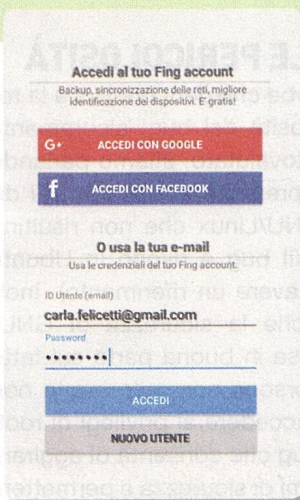 Accedi al tuo Fing account
Backup, sincronizzazione delle reti, migliore
identificazione dei dispositivi. E' gratis!
G+ ACCEDI CON GOOGLE
f ACCEDI CON FACEBOOK
O usa la tua e-mail
Usa le credenziali del tuo Fing account.
ID Utente (email)
carla.felicetti@gmail.com
Password
••••••••
ACCEDI
NUOVO UTENTE